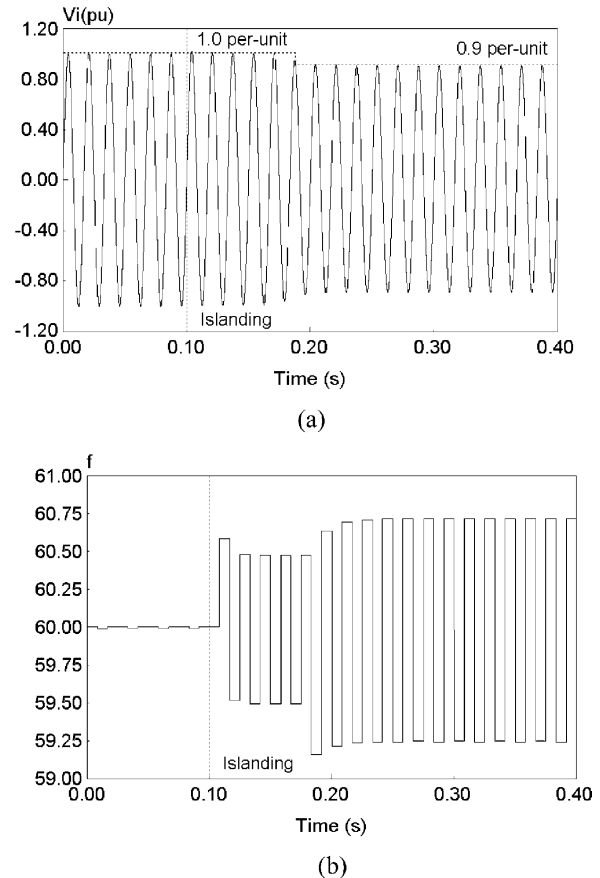 Vi(pu)
1.20
1.0 per-unit
0.9 per-unit
0.80
0.40
0.00
-0.40
-0.80
Islanding
-1.20
0.00 0.10 0.20 0.30 0.40
Time (s)
(a)
f
61.00
60.75
60.50
60.25
60.00
59.75
59.50
59.25
Islanding
59.00
0.00 0.10 0.20 0.30 0.40
Time (s)
(b)